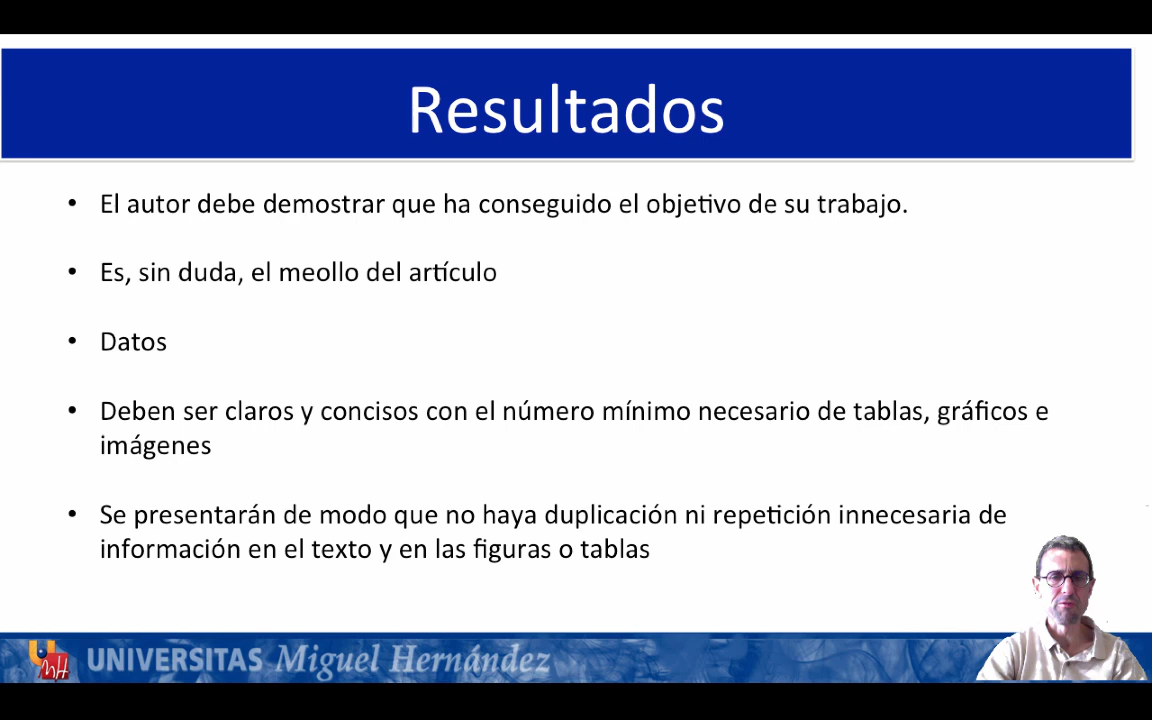 Resultados
• El autor debe demostrar que ha conseguido el objetivo de su trabajo.
• Es, sin duda, el meollo del artículo
• Datos
• Deben ser claros y concisos con el número mínimo necesario de tablas, gráficos e
imágenes
• Se presentarán de modo que no haya duplicación ni repetición innecesaria de
información en el texto y en las figuras o tablas
UNIVERSITAS Miguel Hernández